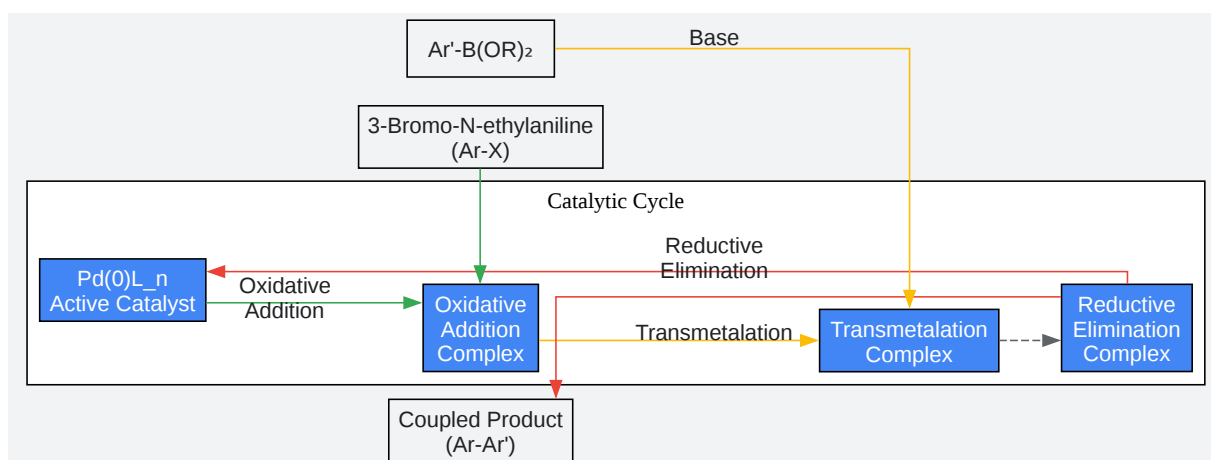 Ar'-B(OR)₂
Base
3-Bromo-N-ethylaniline
(Ar-X)
Catalytic Cycle
Pd(0)L_n
Active Catalyst
Oxidative
Addition
Oxidative
Addition
Complex
Transmetalation
Reductive
Elimination
Transmetalation
Complex
Reductive
Elimination
Complex
Coupled Product
(Ar-Ar')